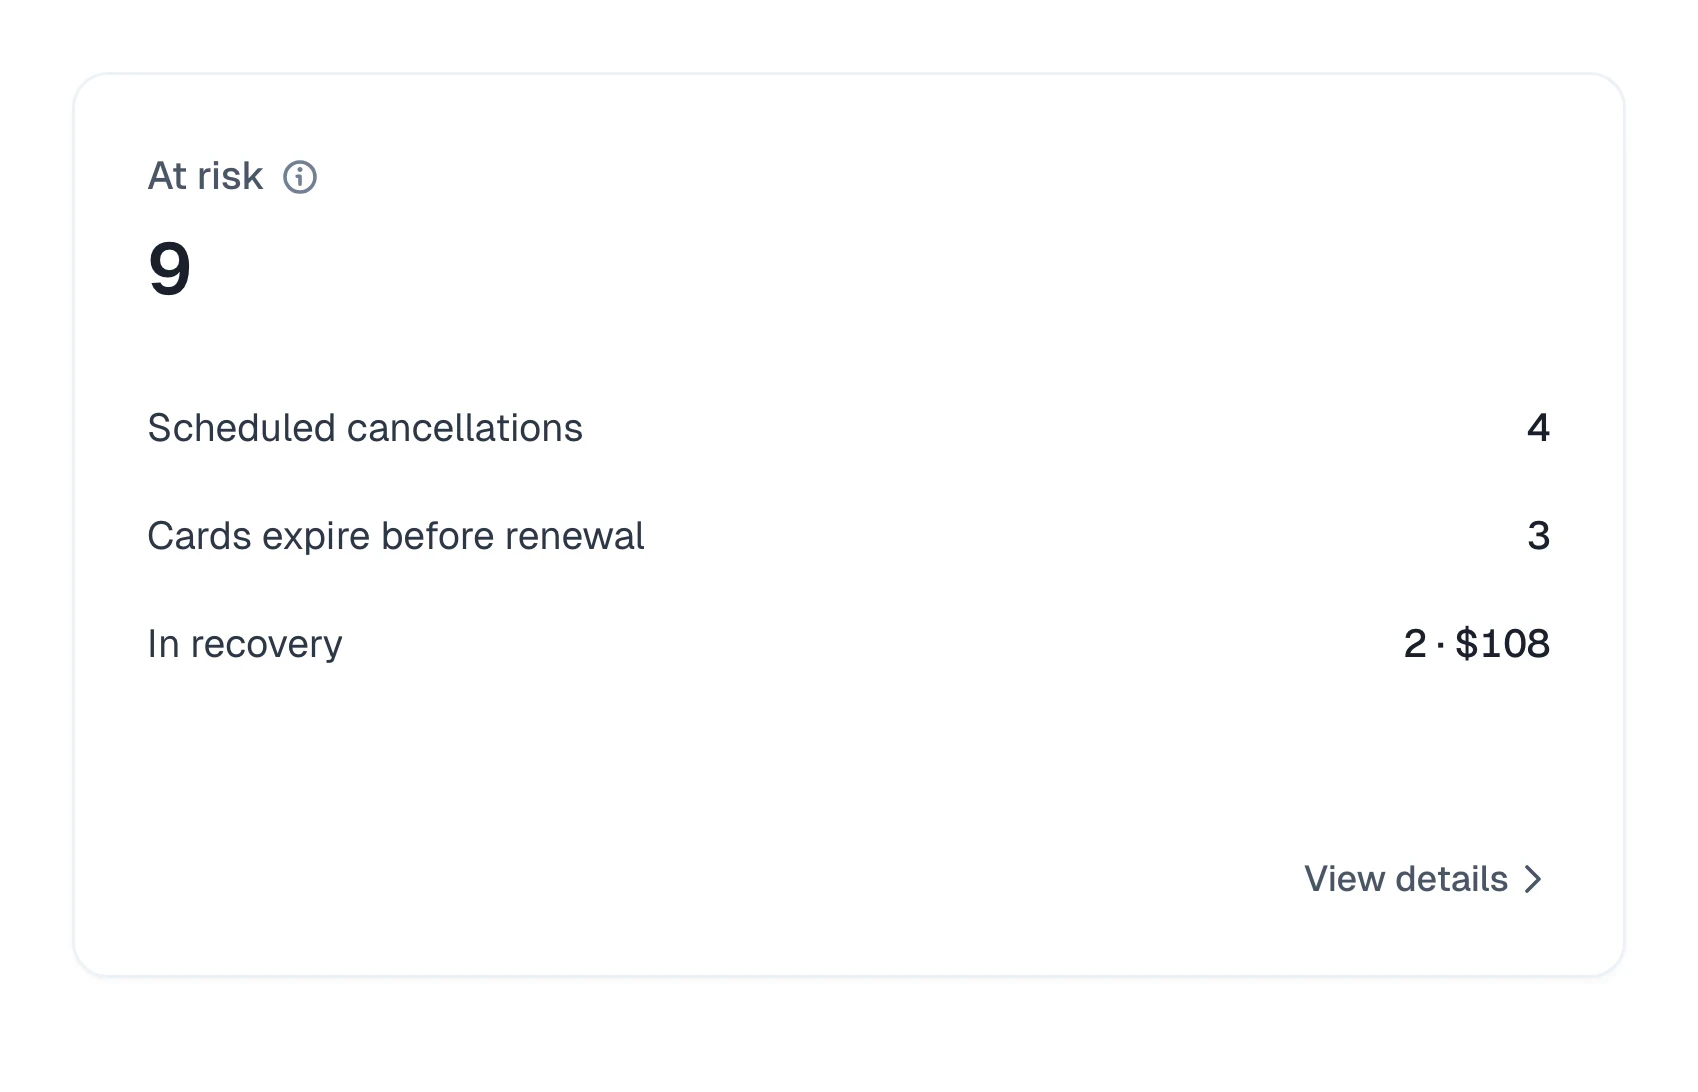 At risk
9
Scheduled cancellations 4
Cards expire before renewal 3
In recovery 2 · $108
View details